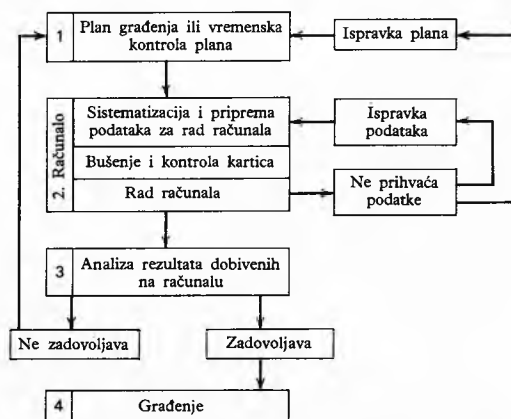 1
Plan građenja ili vremenska
kontrola plana
Ispravka plana
2. Računalo
Sistematizacija i priprema
podataka za rad računala
Ispravka
podataka
Bušenje i kontrola kartica
Rad računala
Ne prihvaća
podatke
3
Analiza rezultata dobivenih
na računalu
Ne zadovoljava
Zadovoljava
4
Građenje